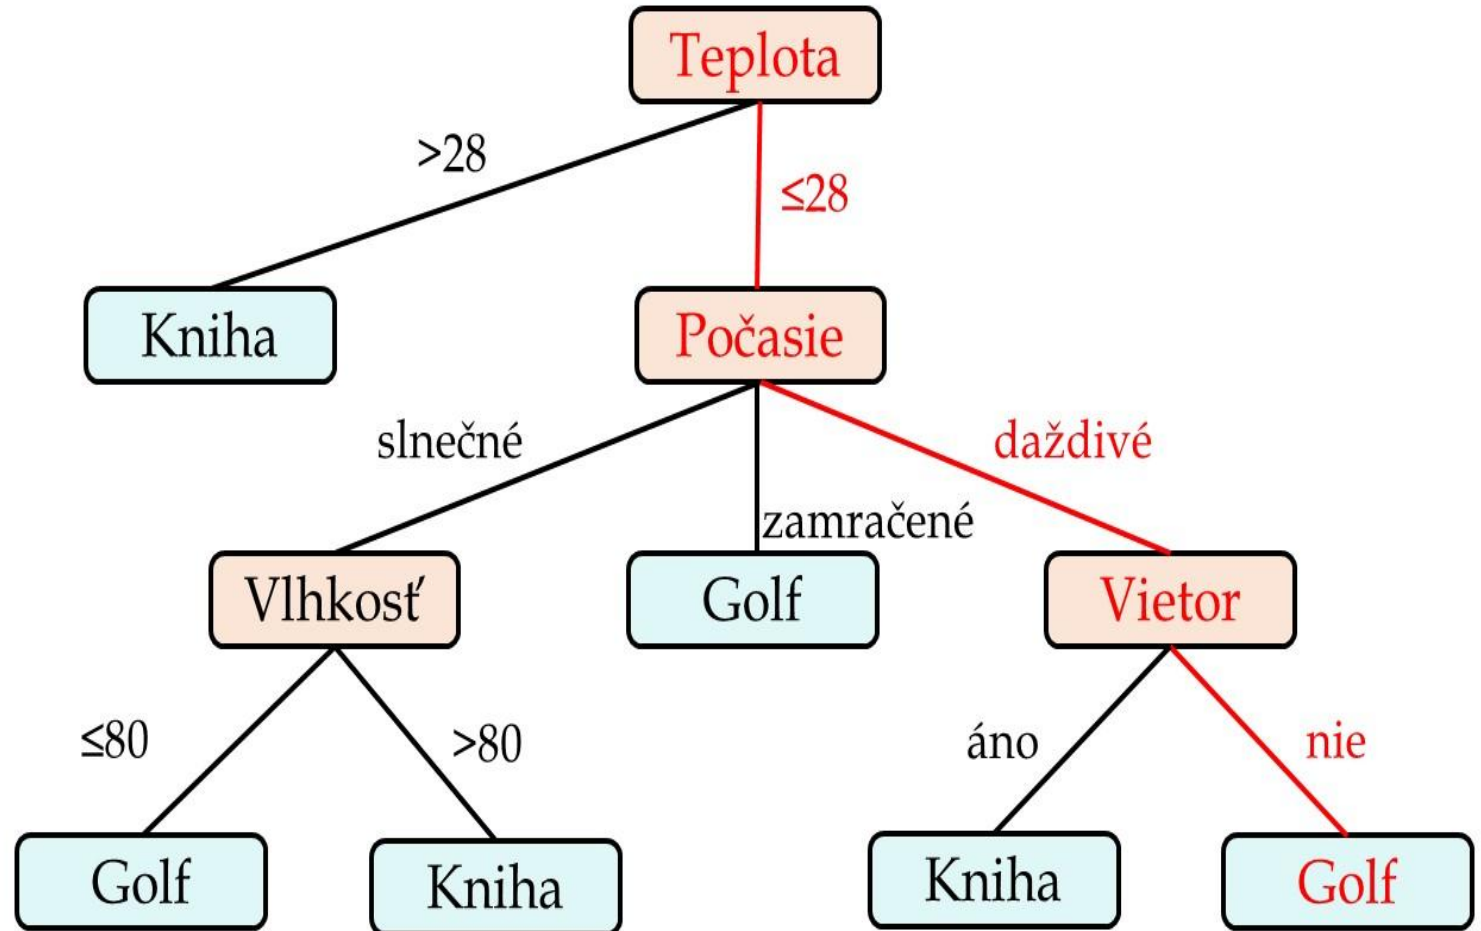 Teplota
>28
≤28
Kniha
Počasie
slnečné
daždivé
zamračené
Vlhkosť
Golf
Vietor
≤80
>80
áno
nie
Golf
Kniha
Kniha
Golf